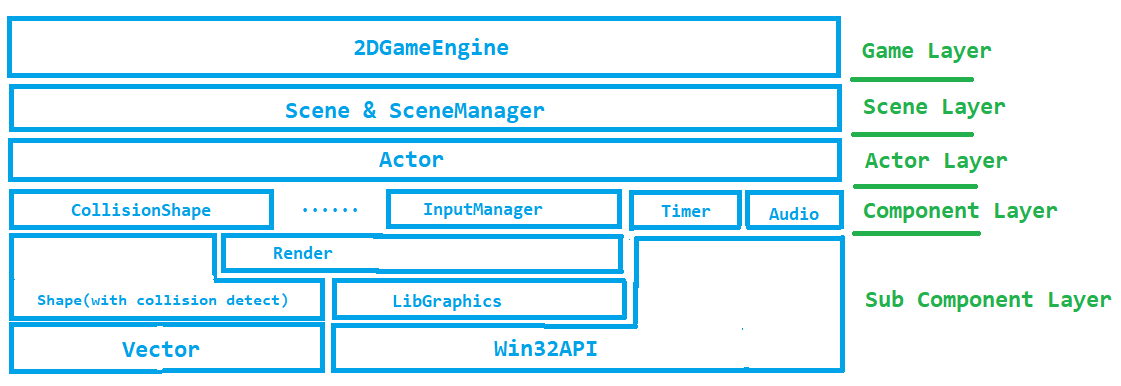 2DGameEngine
Game Layer
Scene & SceneManager
Scene Layer
Actor
Actor Layer
CollisionShape
······
InputManager
Timer
Audio
Component Layer
Render
Shape(with collision detect)
LibGraphics
Sub Component Layer
Vector
Win32API